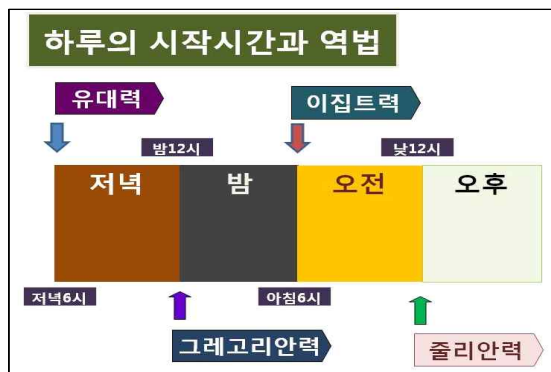 하루의 시작시간과 역법
유대력
이집트력
밤12시
낮12시
저녁
밤
오전
오후
저녁6시
아침6시
그레고리안력
줄리안력